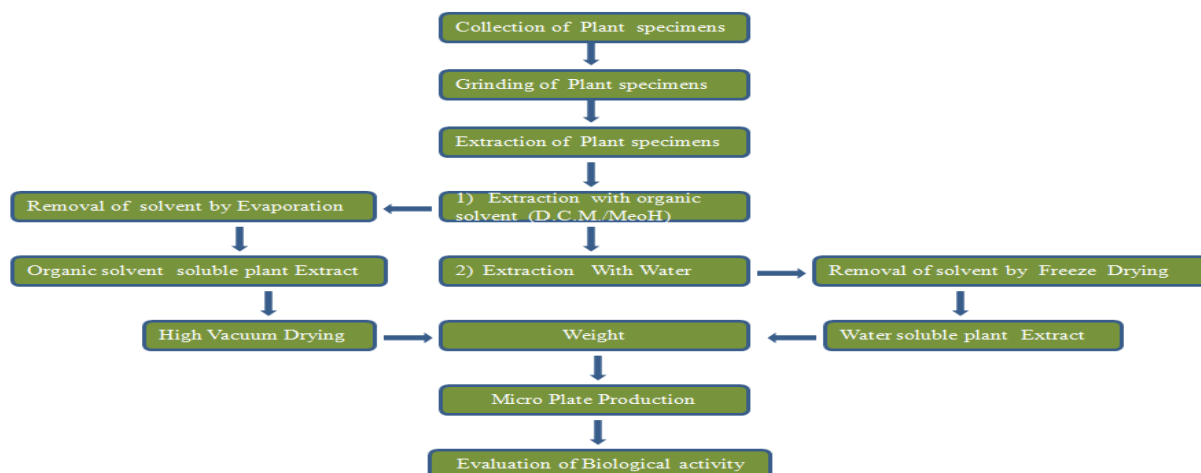 Collection of Plant specimens
Grinding of Plant specimens
Extraction of Plant specimens
1) Extraction with organic
solvent (D.C.M./MeoH)
Removal of solvent by Evaporation
Organic solvent soluble plant Extract
2) Extraction With Water
Removal of solvent by Freeze Drying
High Vacuum Drying
Weight
Water soluble plant Extract
Micro Plate Production
Evaluation of Biological activity